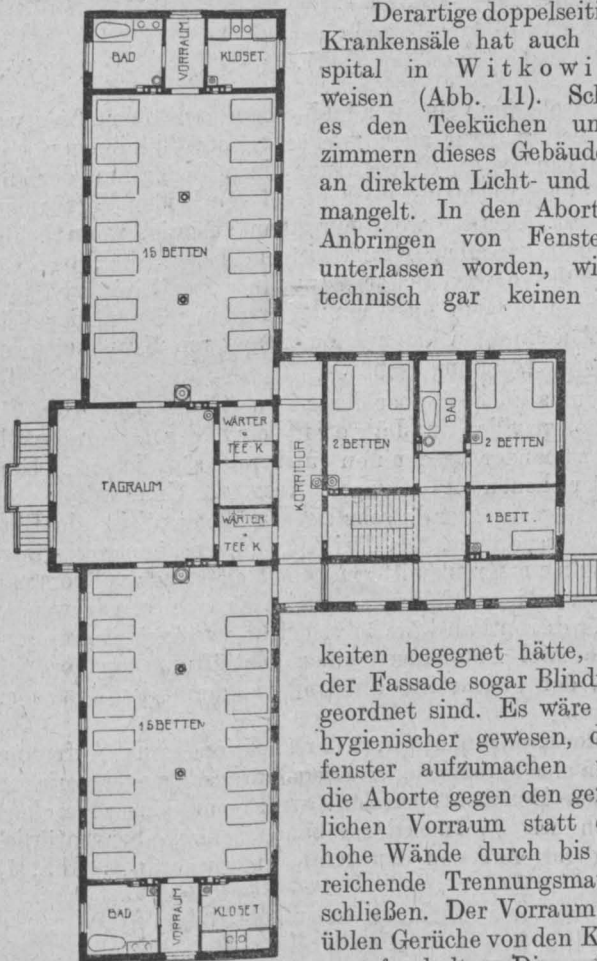 Derartige doppelseitig
Krankensäle hat auch
spital in Witkowi
weisen (Abb. 11). Sch
es den Teeküchen un
zimmern dieses Gebäude
an direktem Licht- und
mangelt. In den Abort
Anbringen von Fenste
unterlassen worden, wi
technisch gar keinen
BAD
VORRAUM
KLOSET
15 BETTEN
WÄRTER
TEE K
TAGRAUM
KORRIDOR
2 BETTEN
BAD
2 BETTEN
WÄRTER
TEE K
1 BETT.
15 BETTEN
BAD
VORRAUM
KLOSET
keiten begegnet hätte,
der Fassade sogar Blind
geordnet sind. Es wäre
hygienischer gewesen, d
fenster aufzumachen
die Aborte gegen den ge
lichen Vorraum statt
hohe Wände durch bis
reichende Trennungsma
schließen. Der Vorraum
üblen Gerüche von den K